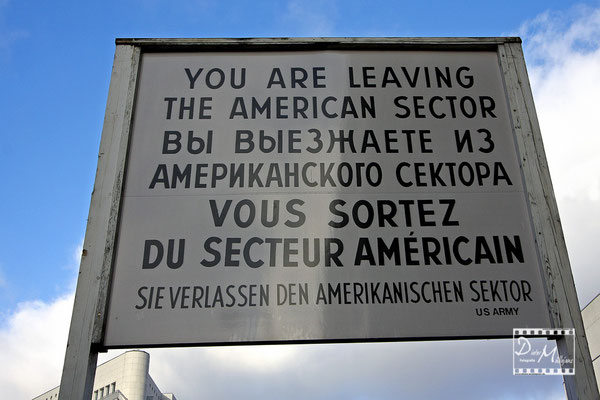 YOU ARE LEAVING
THE AMERICAN SECTOR
ВЫ ВЫЕЗЖАЕТЕ ИЗ
АМЕРИКАНСКОГО СЕКТОРА
VOUS SORTEZ
DU SECTEUR AMÉRICAIN
SIE VERLASSEN DEN AMERIKANISCHEN SEKTOR
US ARMY